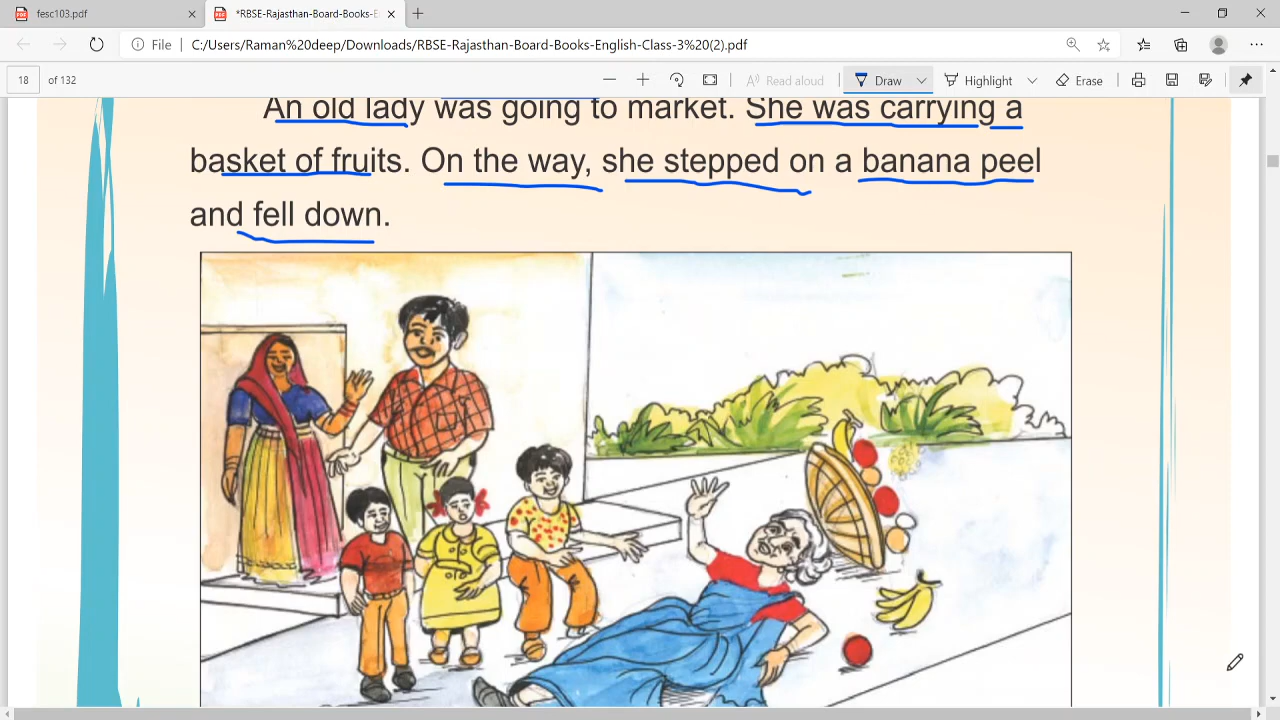 fesc103.pdf
*RBSE-Rajasthan-Board-Books-E
File
C:/Users/Raman%20deep/Downloads/RBSE-Rajasthan-Board-Books-English-Class-3%20(2).pdf
18 of 132
Read aloud
Draw
Highlight
Erase
An old lady was going to market. She was carrying a
basket of fruits. On the way, she stepped on a banana peel
and fell down.